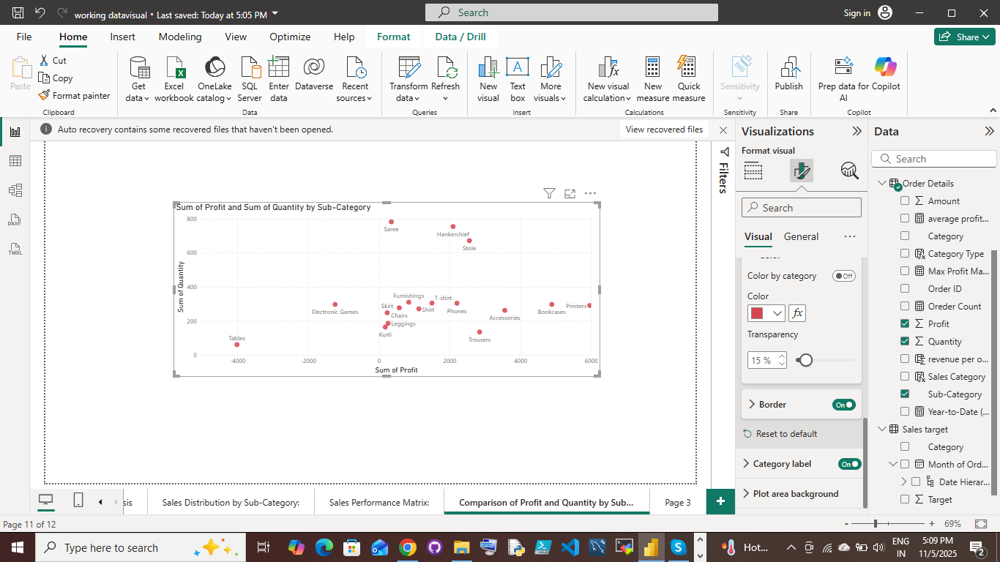 working datavisual • Last saved: Today at 5:05 PM
Search
Sign in
File
Home
Insert
Modeling
View
Optimize
Help
Format
Data / Drill
Share
Paste
Cut
Copy
Format painter
Clipboard
Get data
Excel workbook
OneLake catalog
SQL Server
Enter data
Dataverse
Recent sources
Data
Transform data
Refresh
Queries
New visual
Text box
More visuals
Insert
New visual calculation
New measure
Quick measure
Calculations
Sensitivity
Sensitivity
Publish
Share
Prep data for AI
Copilot
Copilot
Auto recovery contains some recovered files that haven't been opened.
View recovered files
DAX
TMDL
Sum of Profit and Sum of Quantity by Sub-Category
Sum of Quantity
800
600
400
200
0
Saree
Hankerchief
Stole
Electronic Games
Skirt
Furnishings
Chairs
T-shirt
Shirt
Phones
Leggings
Kurti
Accessories
Trousers
Bookcases
Printers
Tables
-4000
-2000
0
2000
4000
6000
Sum of Profit
Filters
Visualizations
Format visual
Search
Visual
General
Color by category
Off
Color
fx
Transparency
15 %
Border
On
Reset to default
Category label
On
Plot area background
Data
Search
Order Details
Amount
average profit...
Category
Category Type
Max Profit Ma...
Order ID
Oreder Count
Profit
Quantity
revenue per o...
Sales Category
Sub-Category
Year-to-Date (...
Sales target
Category
Month of Ord...
Date Hierar...
Target
sis
Sales Distribution by Sub-Category:
Sales Performance Matrix:
Comparison of Profit and Quantity by Sub...
Page 3
Page 11 of 12
69%
Type here to search
Hot...
ENG
IN
5:09 PM
11/5/2025
2